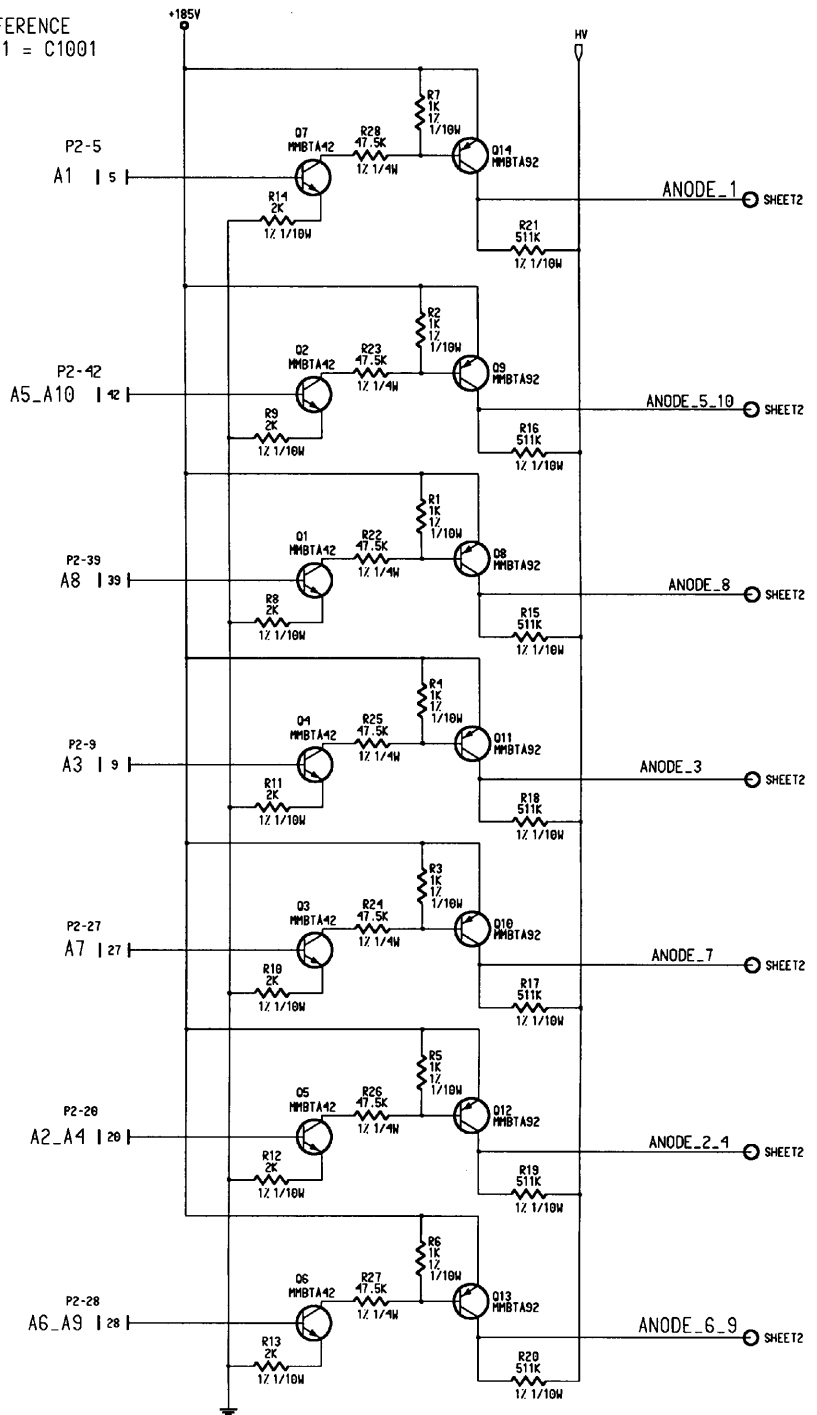 FERENCE
1 = C1001
+185V
HV
R7
1K
1%
1/10W
Q7
MMBTA42
R28
47.5K
1% 1/4W
Q14
MMBTA92
P2-5
A1 5
R14
2K
1% 1/10W
ANODE_1
SHEET2
R21
511K
1% 1/10W
R2
1K
1%
1/10W
Q2
MMBTA42
R23
47.5K
1% 1/4W
Q9
MMBTA92
P2-42
A5_A10 42
R9
2K
1% 1/10W
ANODE_5_10
SHEET2
R16
511K
1% 1/10W
R1
1K
1%
1/10W
Q1
MMBTA42
R22
47.5K
1% 1/4W
Q8
MMBTA92
P2-39
A8 39
R8
2K
1% 1/10W
ANODE_8
SHEET2
R15
511K
1% 1/10W
R4
1K
1%
1/10W
Q4
MMBTA42
R25
47.5K
1% 1/4W
Q11
MMBTA92
P2-9
A3 9
R11
2K
1% 1/10W
ANODE_3
SHEET2
R18
511K
1% 1/10W
R3
1K
1%
1/10W
Q3
MMBTA42
R24
47.5K
1% 1/4W
Q10
MMBTA92
P2-27
A7 27
R10
2K
1% 1/10W
ANODE_7
SHEET2
R17
511K
1% 1/10W
R5
1K
1%
1/10W
Q5
MMBTA42
R26
47.5K
1% 1/4W
Q12
MMBTA92
P2-20
A2_A4 20
R12
2K
1% 1/10W
ANODE_2_4
SHEET2
R19
511K
1% 1/10W
R6
1K
1%
1/10W
Q6
MMBTA42
R27
47.5K
1% 1/4W
Q13
MMBTA92
P2-28
A6_A9 28
R13
2K
1% 1/10W
ANODE_6_9
SHEET2
R20
511K
1% 1/10W